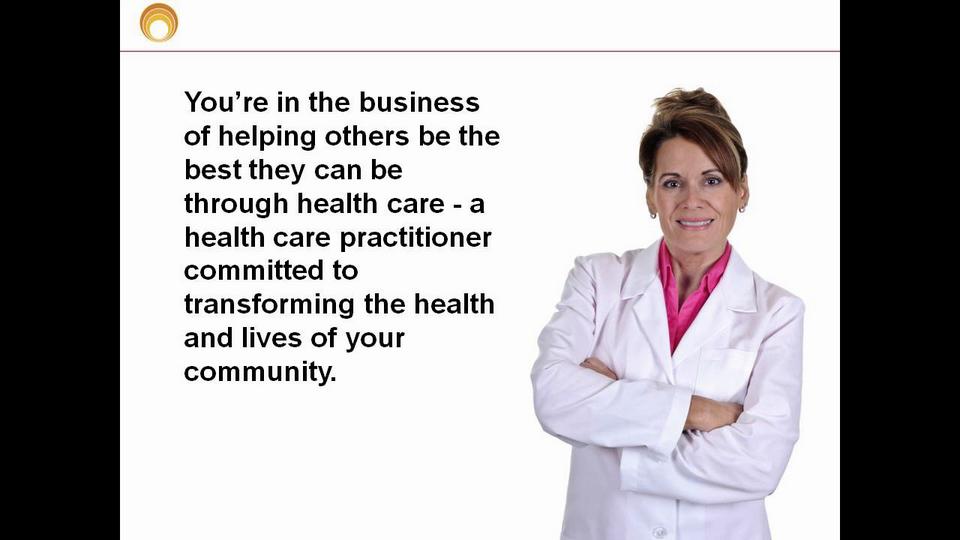 You’re in the business
of helping others be the
best they can be
through health care - a
health care practitioner
committed to
transforming the health
and lives of your
community.